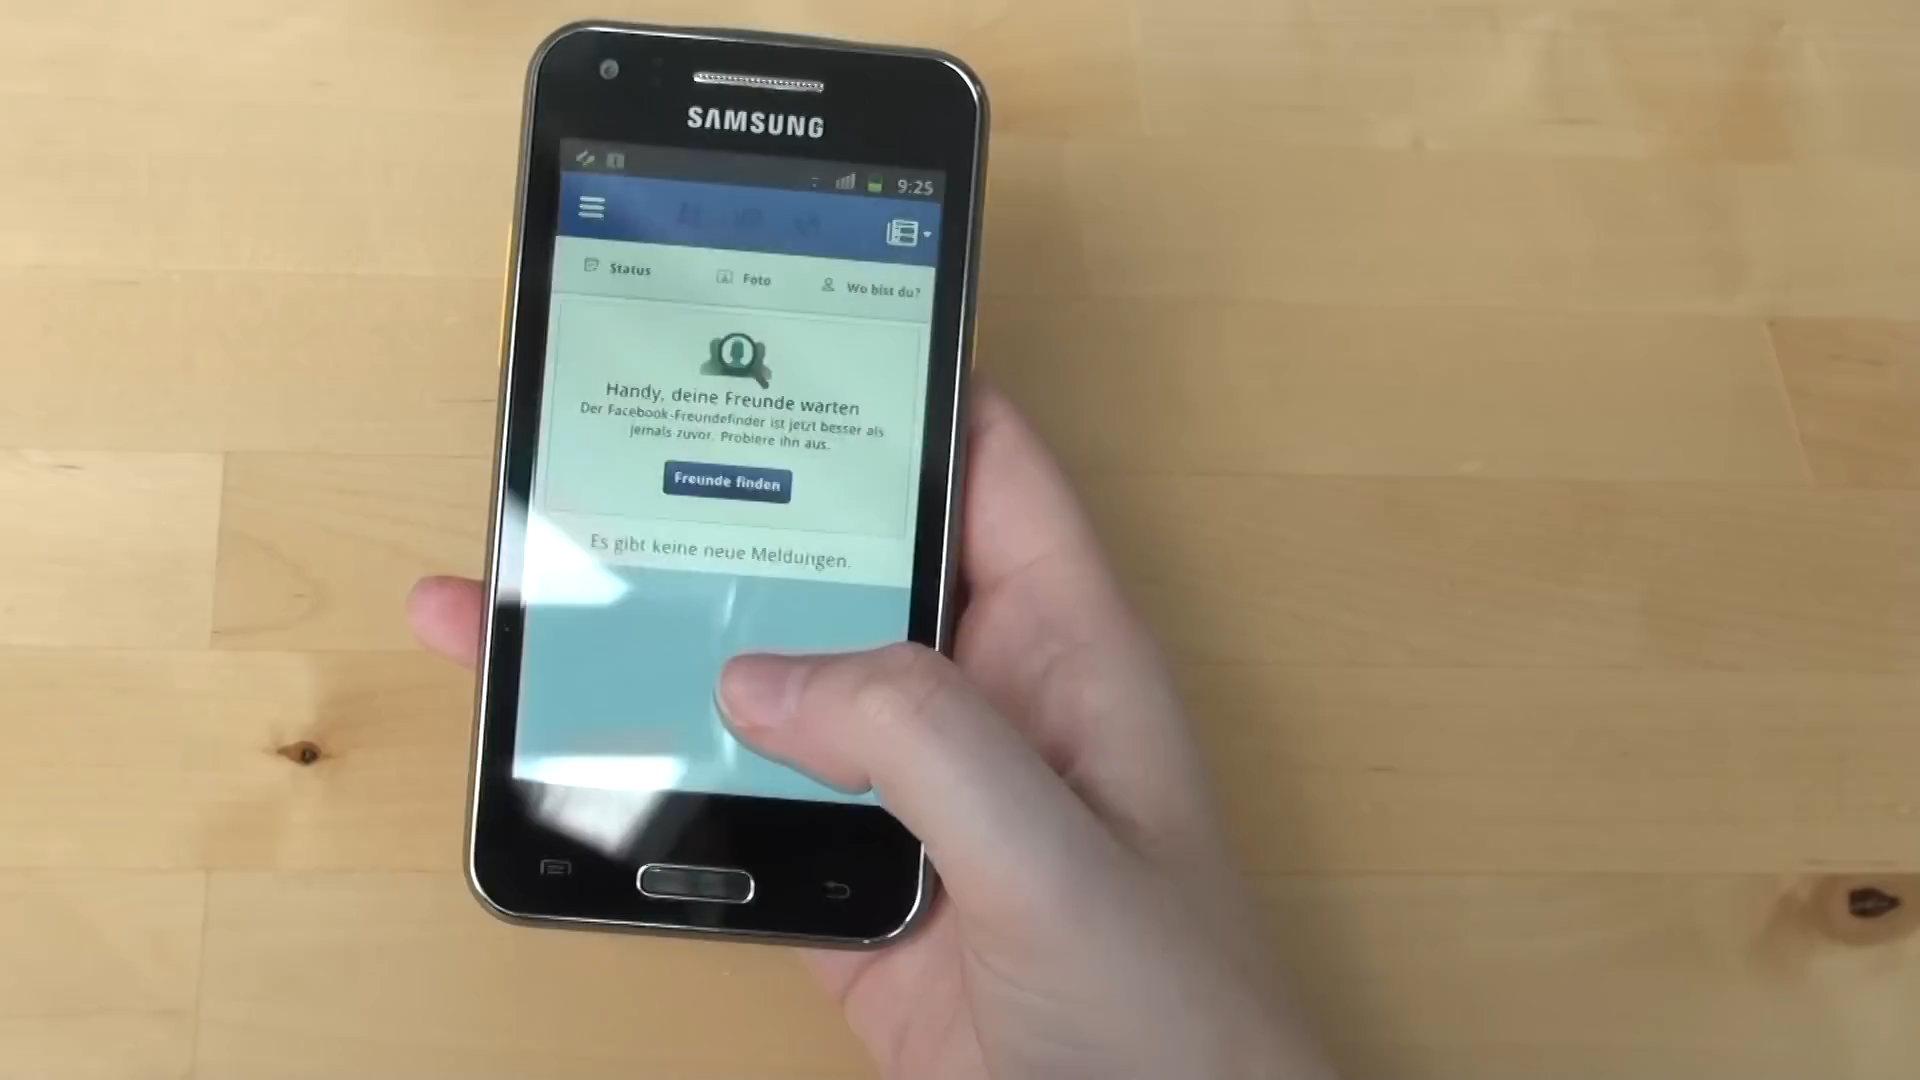 SAMSUNG
9:25
Status Foto Wo bist du?
Handy, deine Freunde warten
Der Facebook-Freundefinder ist jetzt besser als
jemals zuvor. Probiere ihn aus.
Freunde finden
Es gibt keine neue Meldungen.